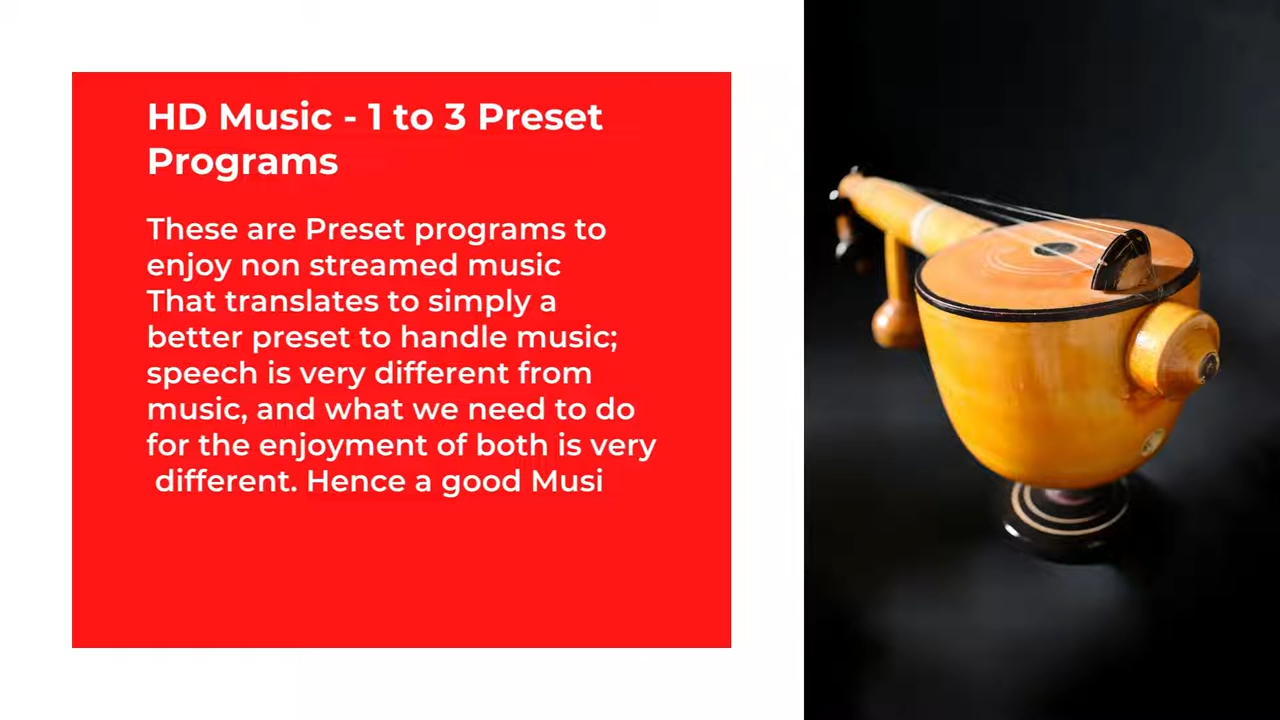 HD Music - 1 to 3 Preset
Programs
These are Preset programs to
enjoy non streamed music
That translates to simply a
better preset to handle music;
speech is very different from
music, and what we need to do
for the enjoyment of both is very
different. Hence a good Musi